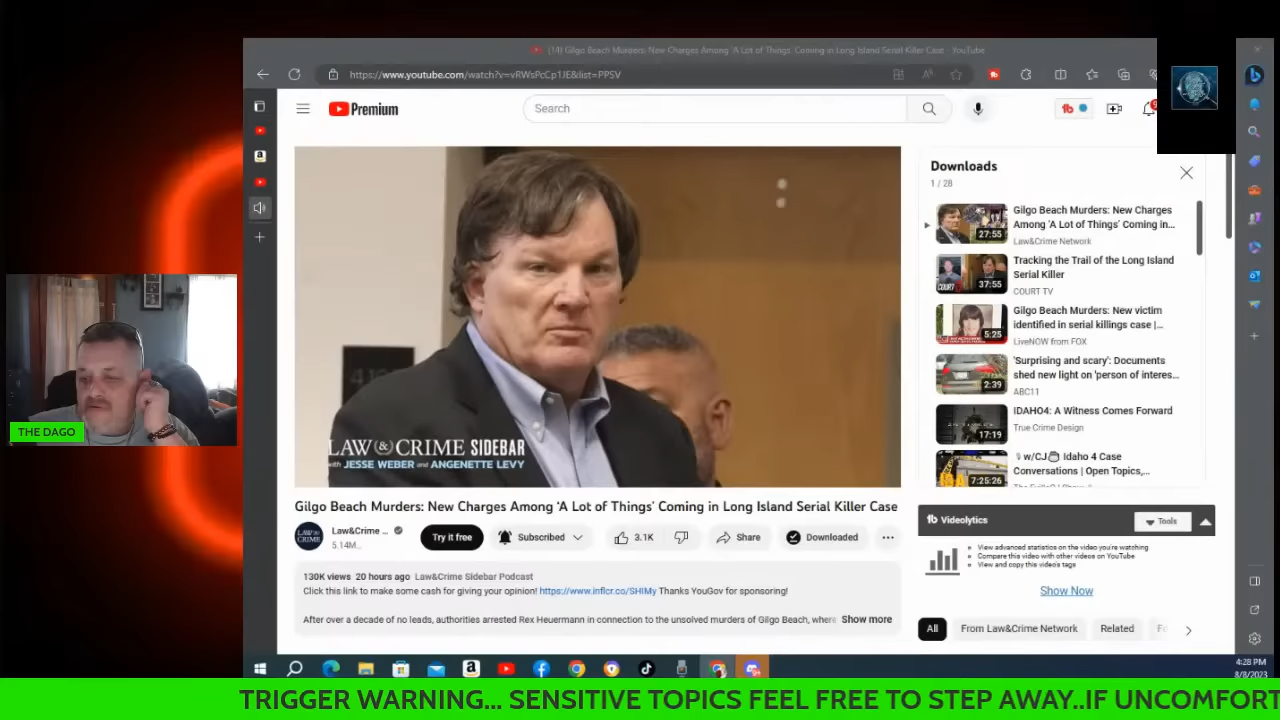 (14) Gilgo Beach Murders: New Charges Among 'A Lot of Things' Coming in Long Island Serial Killer Case - YouTube
https://www.youtube.com/watch?v=vRWsPcCp1JE&list=PPSV
Premium
Search
LAW & CRIME SIDEBAR
with JESSE WEBER and ANGENETTE LEVY
THE DAGO
Downloads
1 / 28
Gilgo Beach Murders: New Charges
Among 'A Lot of Things' Coming in...
Law&Crime Network
27:55
Tracking the Trail of the Long Island
Serial Killer
COURT TV
37:55
Gilgo Beach Murders: New victim
identified in serial killings case |...
LiveNOW from FOX
5:25
'Surprising and scary': Documents
shed new light on 'person of interes...
ABC11
2:39
IDAHO4: A Witness Comes Forward
True Crime Design
17:19
w/CJ Idaho 4 Case
Conversations | Open Topics,...
7:25:26
Gilgo Beach Murders: New Charges Among 'A Lot of Things' Coming in Long Island Serial Killer Case
LAW& CRIME
Law&Crime ...
5.14M...
Try it free
Subscribed
3.1K
Share
Downloaded
130K views 20 hours ago Law&Crime Sidebar Podcast
Click this link to make some cash for giving your opinion! https://www.inflcr.co/SHIMy Thanks YouGov for sponsoring!
After over a decade of no leads, authorities arrested Rex Heuermann in connection to the unsolved murders of Gilgo Beach, where Show more
Videolytics
Tools
View advanced statistics on the video you're watching
Compare this video with other videos on YouTube
View and copy this video's tags
Show Now
All
From Law&Crime Network
Related
Fo
4:28 PM
8/8/2023
TRIGGER WARNING... SENSITIVE TOPICS FEEL FREE TO STEP AWAY..IF UNCOMFORT